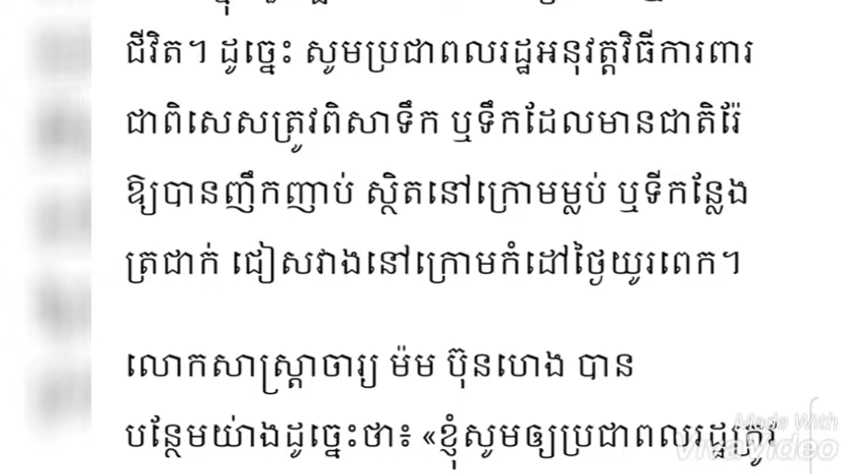 ជីវិត។ ដូច្នេះ សូមប្រជាពលរដ្ឋអនុវត្តវិធីការពារ
ជាពិសេសត្រូវពិសាទឹក ឬទឹកដែលមានជាតិរ៉ែ
ឱ្យបានញឹកញាប់ ស្ថិតនៅក្រោមម្លប់ ឬទីកន្លែង
ត្រជាក់ ជៀសវាងនៅក្រោមកំដៅថ្ងៃយូរពេក។
លោកសាស្ត្រាចារ្យ ម៉ម ប៊ុនហេង បាន
បន្ថែមយ៉ាងដូច្នេះថា៖ «ខ្ញុំសូមឲ្យប្រជាពលរដ្ឋត្រូវ
Made With
VivaVideo